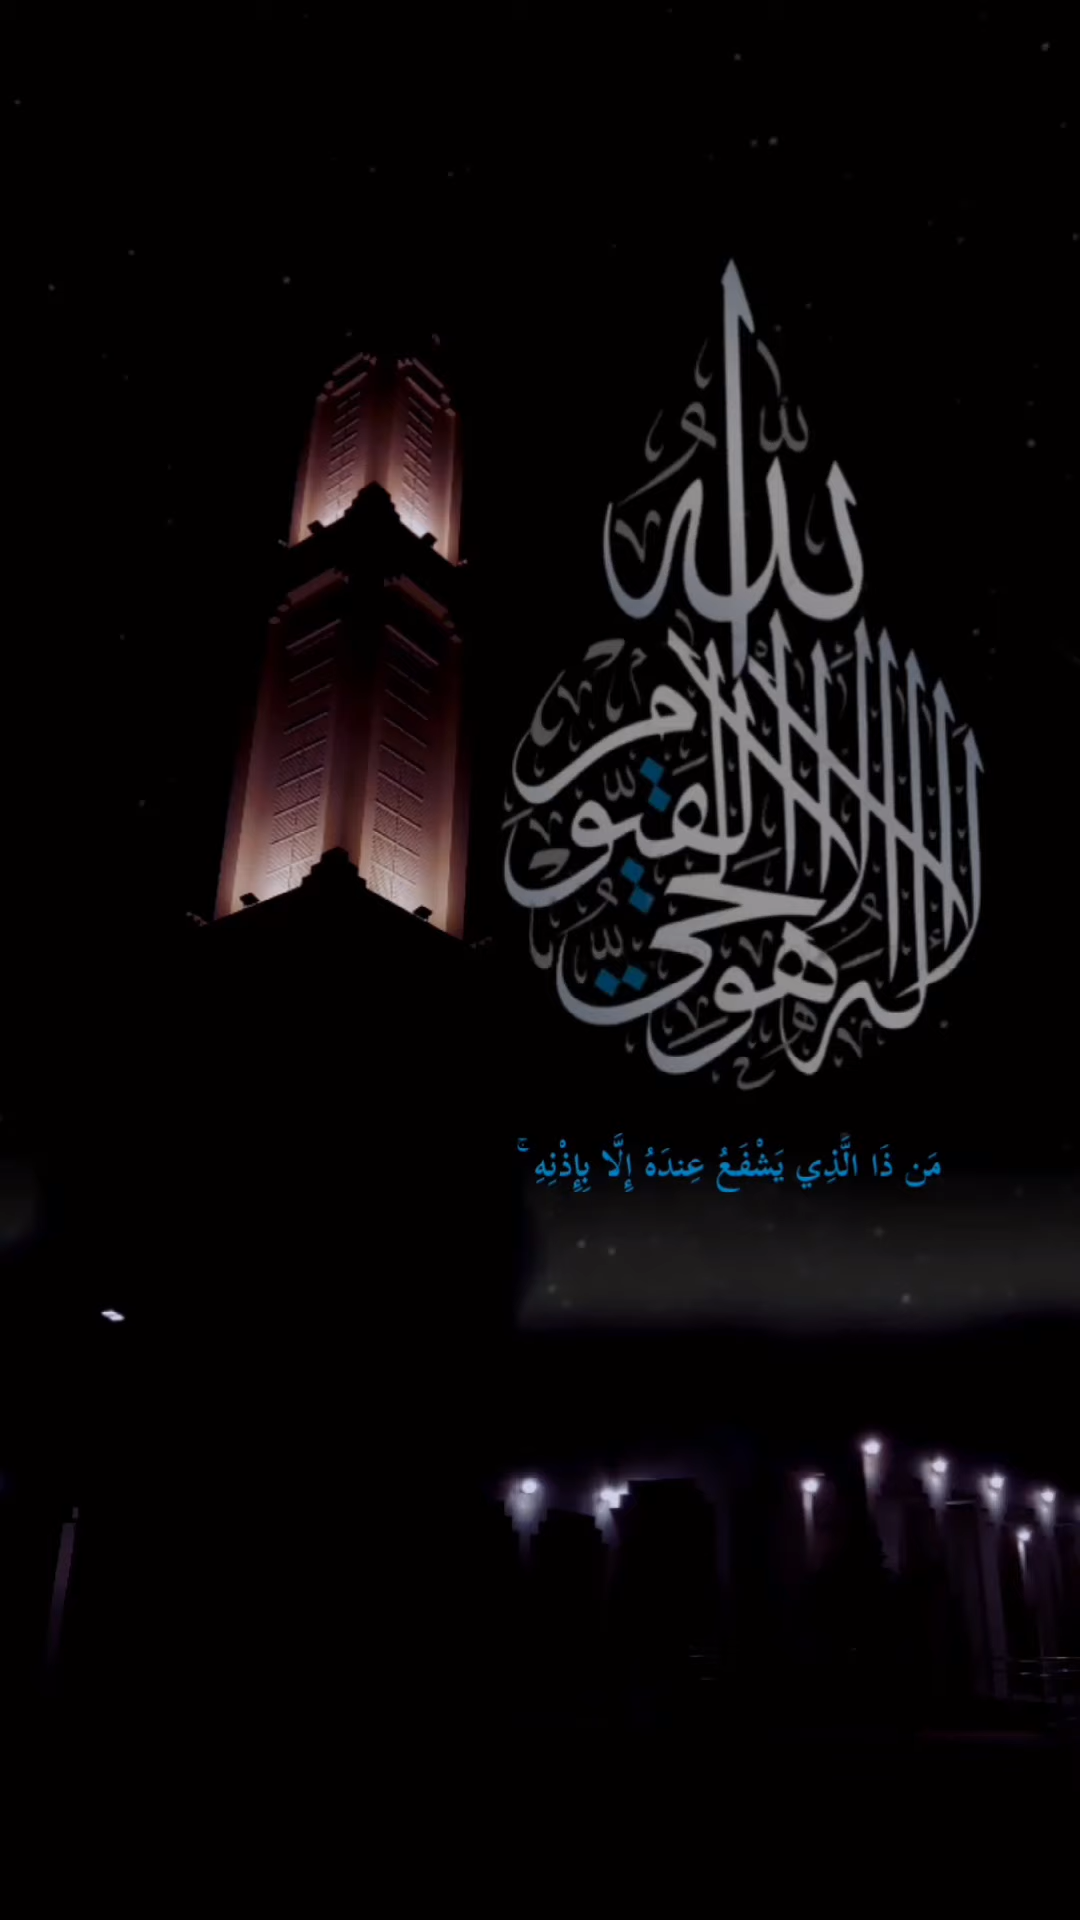 الله لا إله إلا هو الحي القيوم
مَن ذَا الَّذِي يَشْفَعُ عِندَهُ إِلَّا بِإِذْنِهِ ۚ